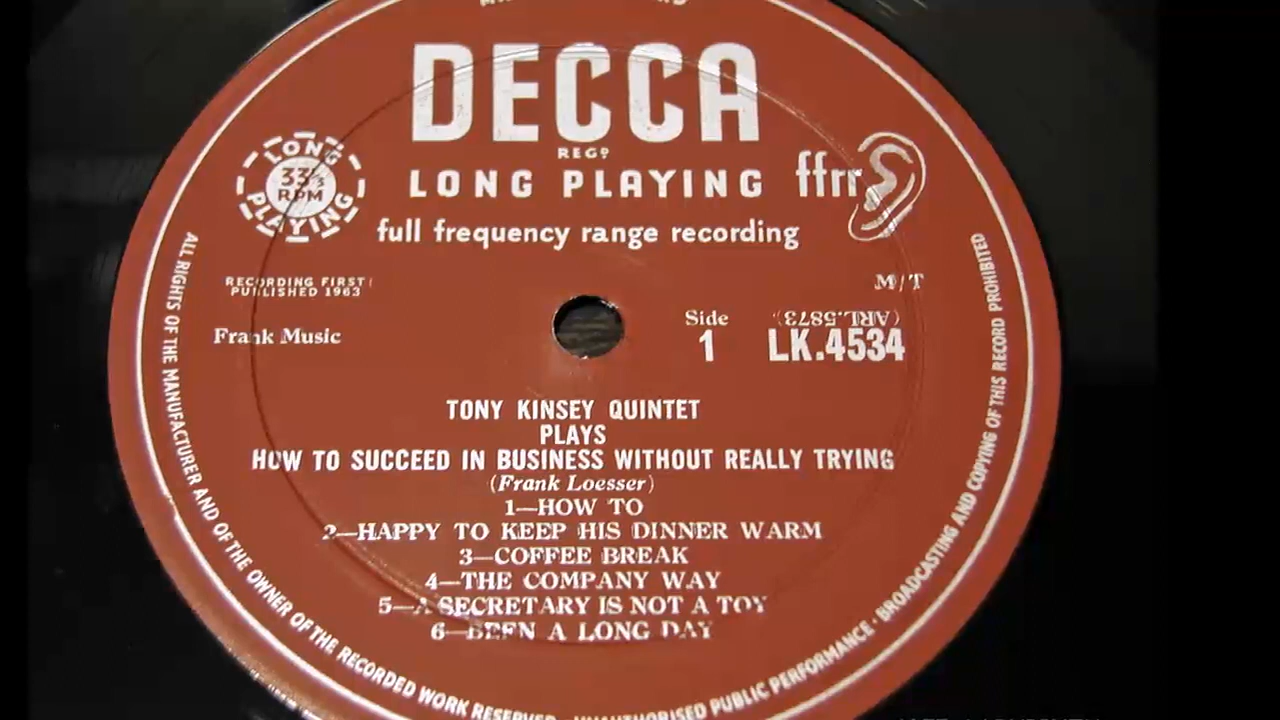 DECCA
REGD
LONG PLAYING
ffrr
full frequency range recording
LONG
33⅓
RPM
PLAYING
RECORDING FIRST
PUBLISHED 1963
M/T
Frank Music
Side
1
(ARL.5873)
LK.4534
TONY KINSEY QUINTET
PLAYS
HOW TO SUCCEED IN BUSINESS WITHOUT REALLY TRYING
(Frank Loesser)
1—HOW TO
2—HAPPY TO KEEP HIS DINNER WARM
3—COFFEE BREAK
4—THE COMPANY WAY
5—A SECRETARY IS NOT A TOY
6—BEEN A LONG DAY
ALL RIGHTS OF THE MANUFACTURER AND OF THE OWNER OF THE RECORDED WORK RESERVED · UNAUTHORISED PUBLIC PERFORMANCE · BROADCASTING AND COPYING OF THIS RECORD PROHIBITED